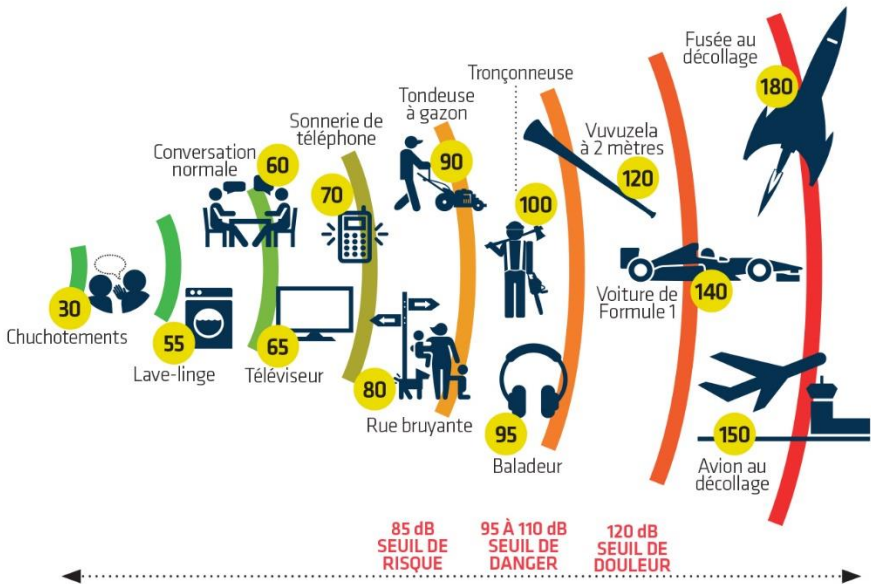 30
Chuchotements
55
Lave-linge
Conversation
normale
60
65
Téléviseur
Sonnerie de
téléphone
70
80
Rue bruyante
Tondeuse
à gazon
90
Tronçonneuse
100
95
Baladeur
Vuvuzela
à 2 mètres
120
Voiture de
Formule 1
140
Fusée au
décollage
180
150
Avion au
décollage
85 dB
SEUIL DE
RISQUE
95 À 110 dB
SEUIL DE
DANGER
120 dB
SEUIL DE
DOULEUR